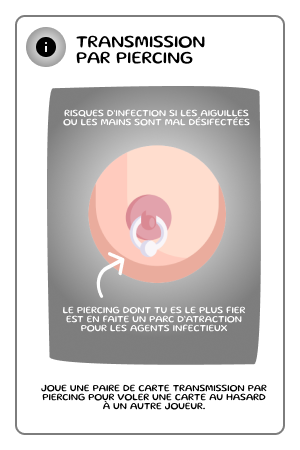 i
TRANSMISSION
PAR PIERCING
RISQUES D'INFECTION SI LES AIGUILLES
OU LES MAINS SONT MAL DÉSIFECTÉES
LE PIERCING DONT TU ES LE PLUS FIER
EST EN FAITE UN PARC D'ATRACTION
POUR LES AGENTS INFECTIEUX
JOUE UNE PAIRE DE CARTE TRANSMISSION PAR
PIERCING POUR VOLER UNE CARTE AU HASARD
À UN AUTRE JOUEUR.